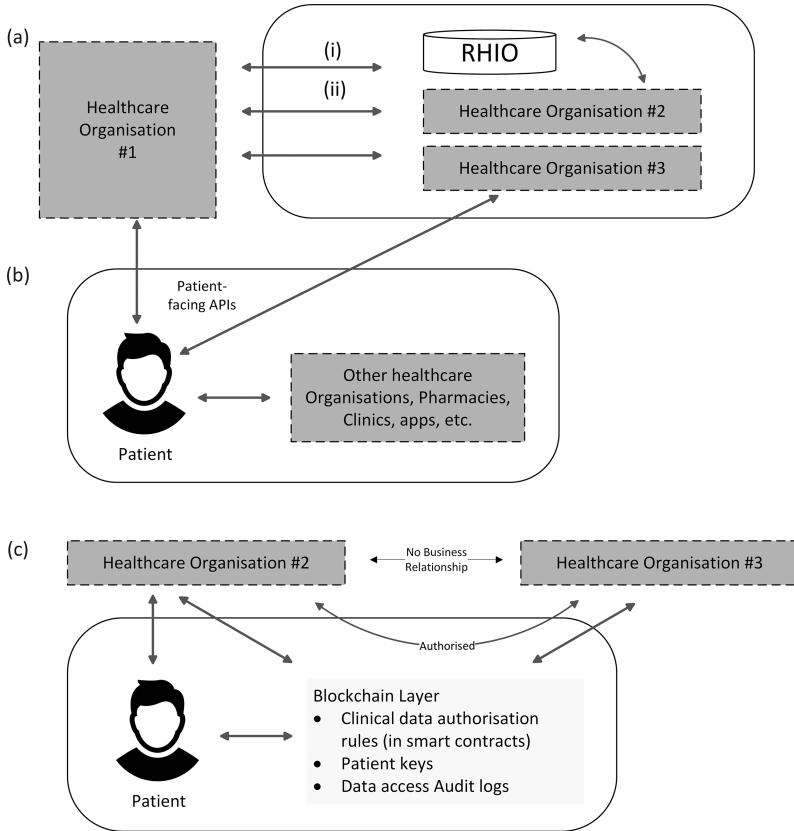 (a)
Healthcare
Organisation
#1
(i)
(ii)
RHIO
Healthcare Organisation #2
Healthcare Organisation #3
(b)
Patient-
facing APIs
Other healthcare
Organisations, Pharmacies,
Clinics, apps, etc.
Patient
(c)
Healthcare Organisation #2
No Business
Relationship
Healthcare Organisation #3
Authorised
Blockchain Layer
● Clinical data authorisation
rules (in smart contracts)
● Patient keys
● Data access Audit logs
Patient